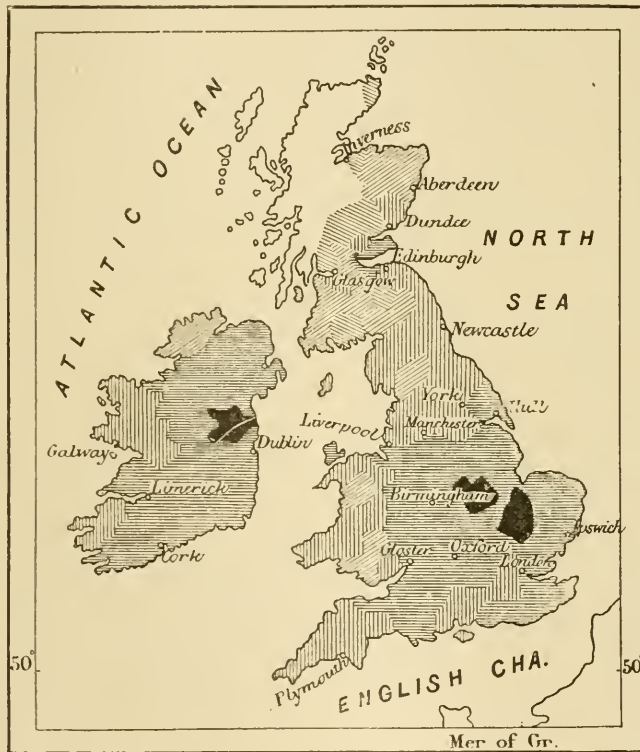 ATLANTIC OCEAN
Inverness
Aberdeen
Dundee
NORTH
Edinburgh
Glasgow
SEA
Newcastle
York
Hull
Manchester
Liverpool
Dublin
Galway
Limerick
Birmingham
Ipswich
Cork
Gloster
Oxford
London
50°
50°
Plymouth
ENGLISH CHA.
Mer of Gr.